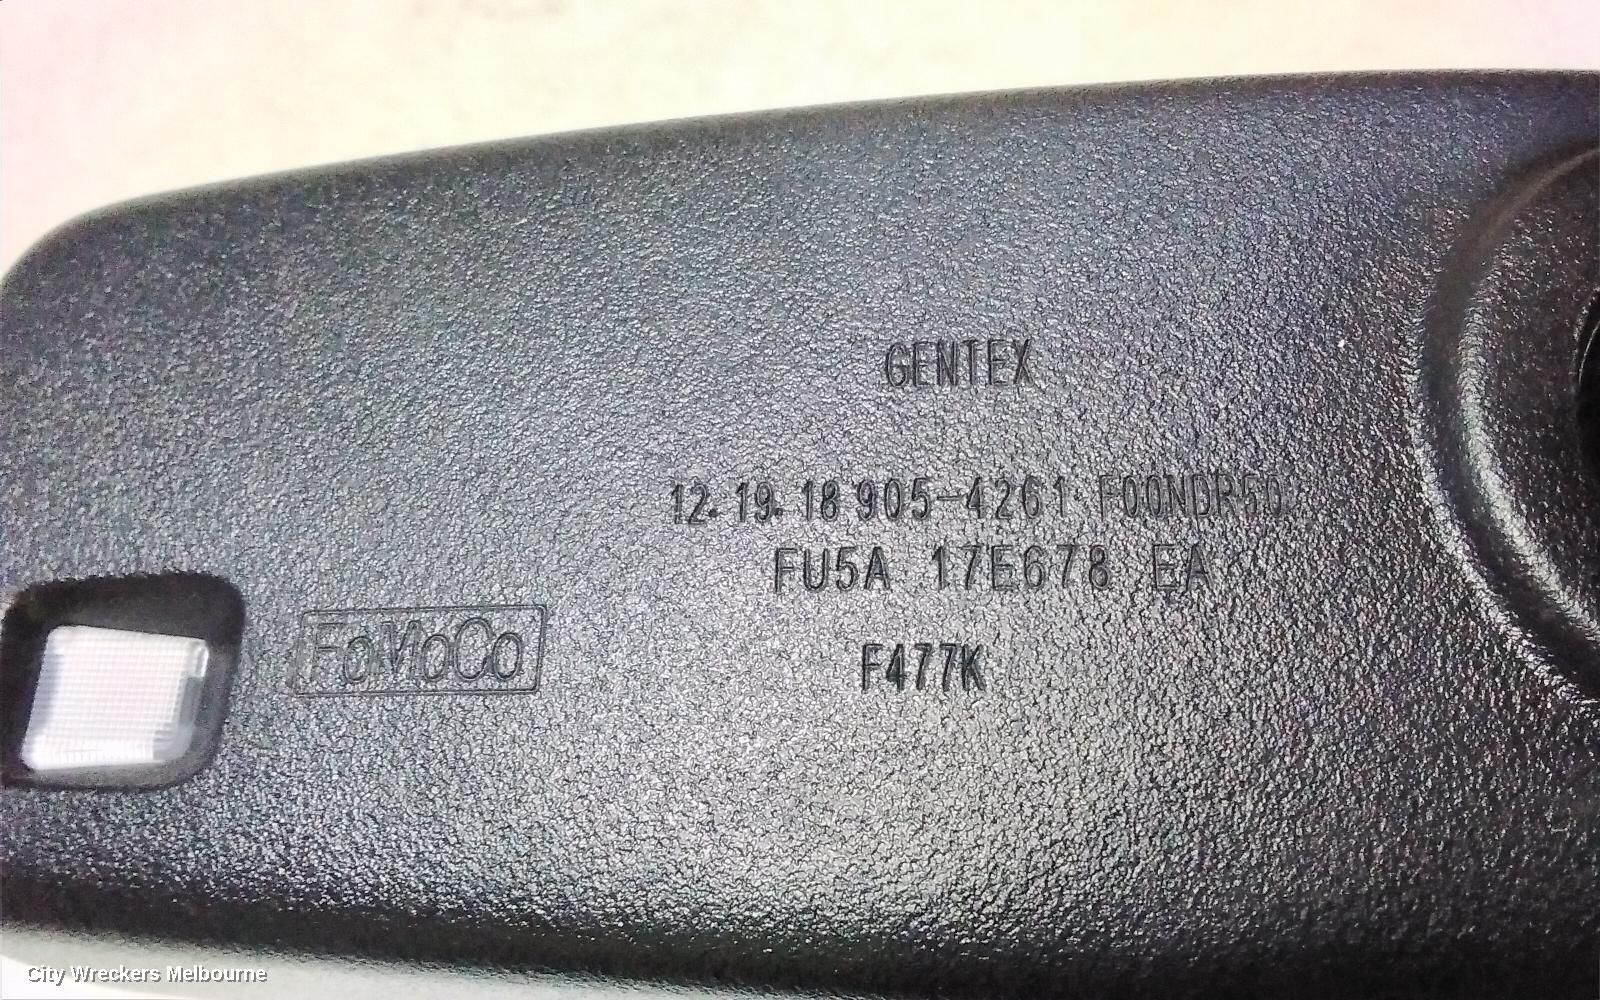 GENTEX
12.19.18 905-4261 F00NDR50
FU5A 17E678 EA
FoMoCo
F477K
City Wreckers Melbourne